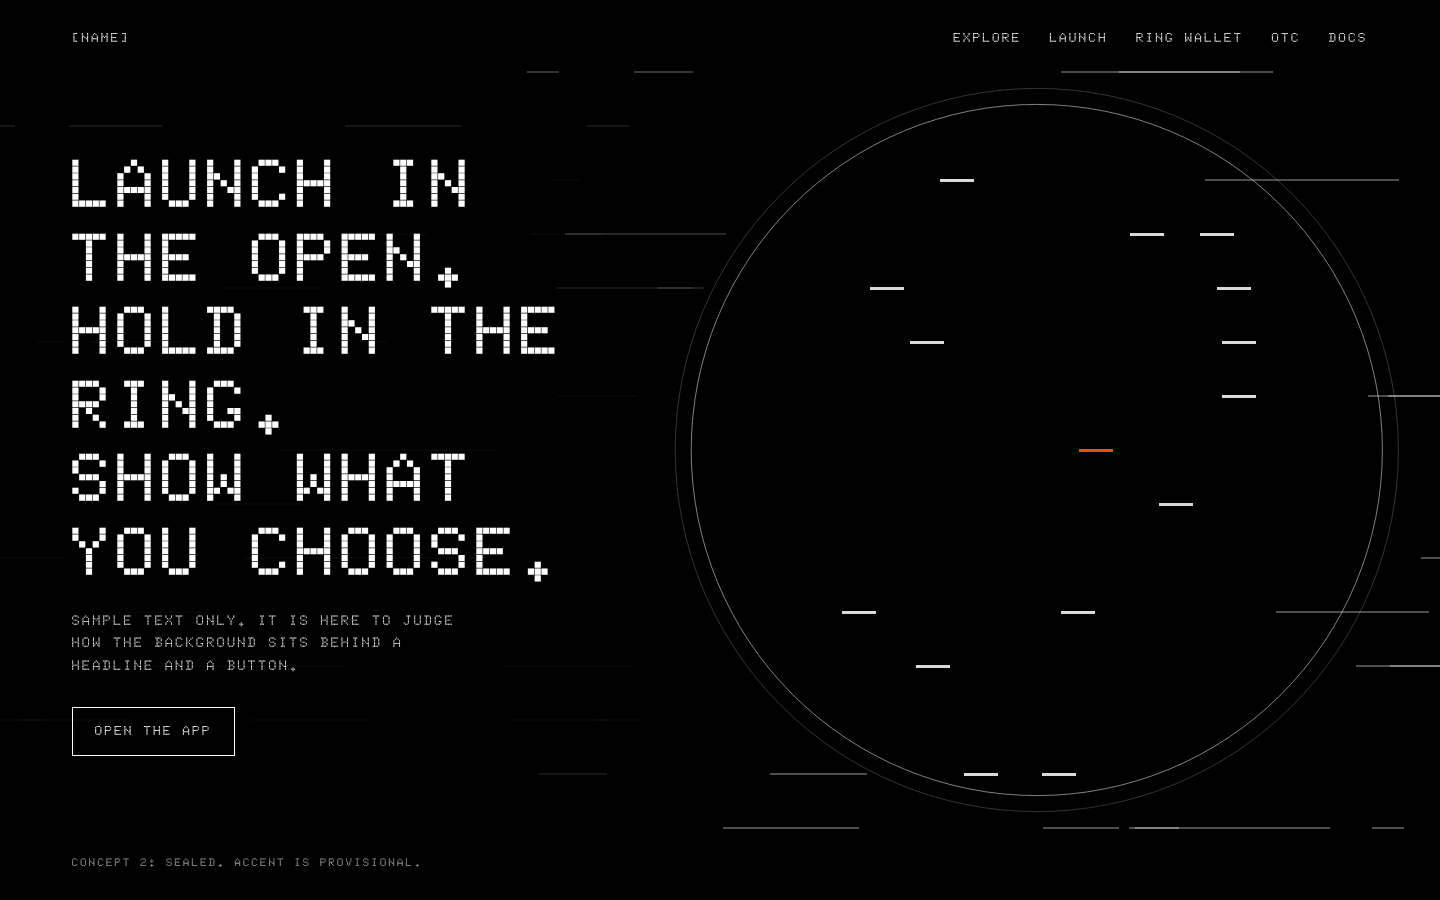 [NAME]
EXPLORE LAUNCH RING WALLET OTC DOCS
LAUNCH IN
THE OPEN.
HOLD IN THE
RING.
SHOW WHAT
YOU CHOOSE.
SAMPLE TEXT ONLY. IT IS HERE TO JUDGE
HOW THE BACKGROUND SITS BEHIND A
HEADLINE AND A BUTTON.
OPEN THE APP
CONCEPT 2: SEALED. ACCENT IS PROVISIONAL.